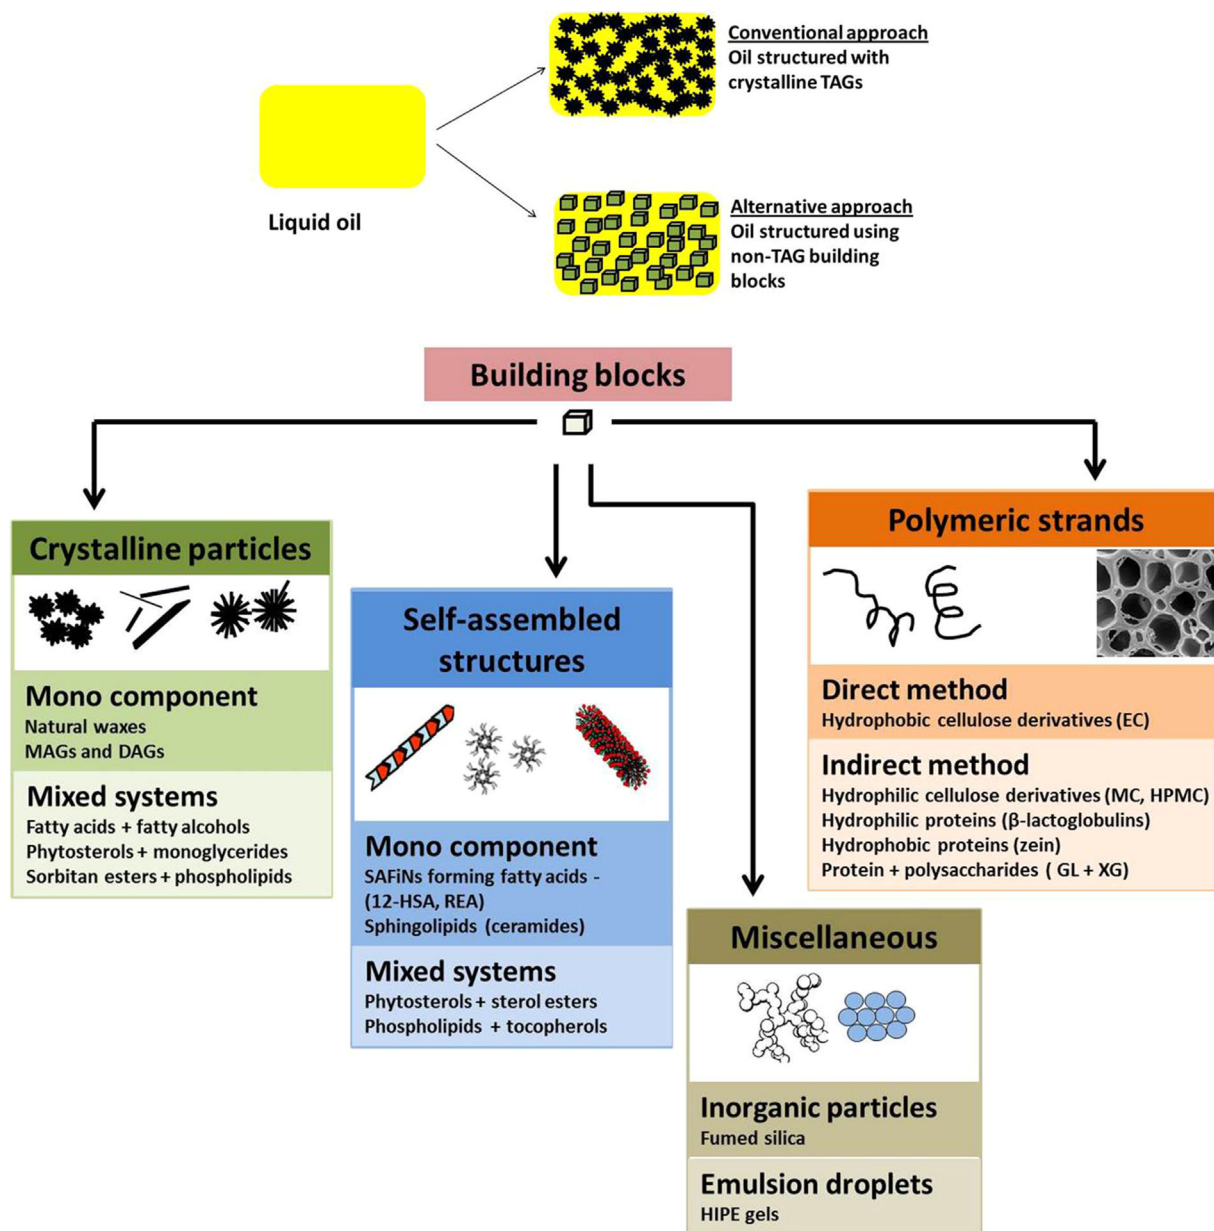 Conventional approach
Oil structured with
crystalline TAGs
Liquid oil
Alternative approach
Oil structured using
non-TAG building
blocks
Building blocks
Crystalline particles
Mono component
Natural waxes
MAGs and DAGs
Mixed systems
Fatty acids + fatty alcohols
Phytosterols + monoglycerides
Sorbitan esters + phospholipids
Self-assembled
structures
Mono component
SAFiNs forming fatty acids -
(12-HSA, REA)
Sphingolipids (ceramides)
Mixed systems
Phytosterols + sterol esters
Phospholipids + tocopherols
Miscellaneous
Inorganic particles
Fumed silica
Emulsion droplets
HIPE gels
Polymeric strands
Direct method
Hydrophobic cellulose derivatives (EC)
Indirect method
Hydrophilic cellulose derivatives (MC, HPMC)
Hydrophilic proteins (β-lactoglobulins)
Hydrophobic proteins (zein)
Protein + polysaccharides ( GL + XG)